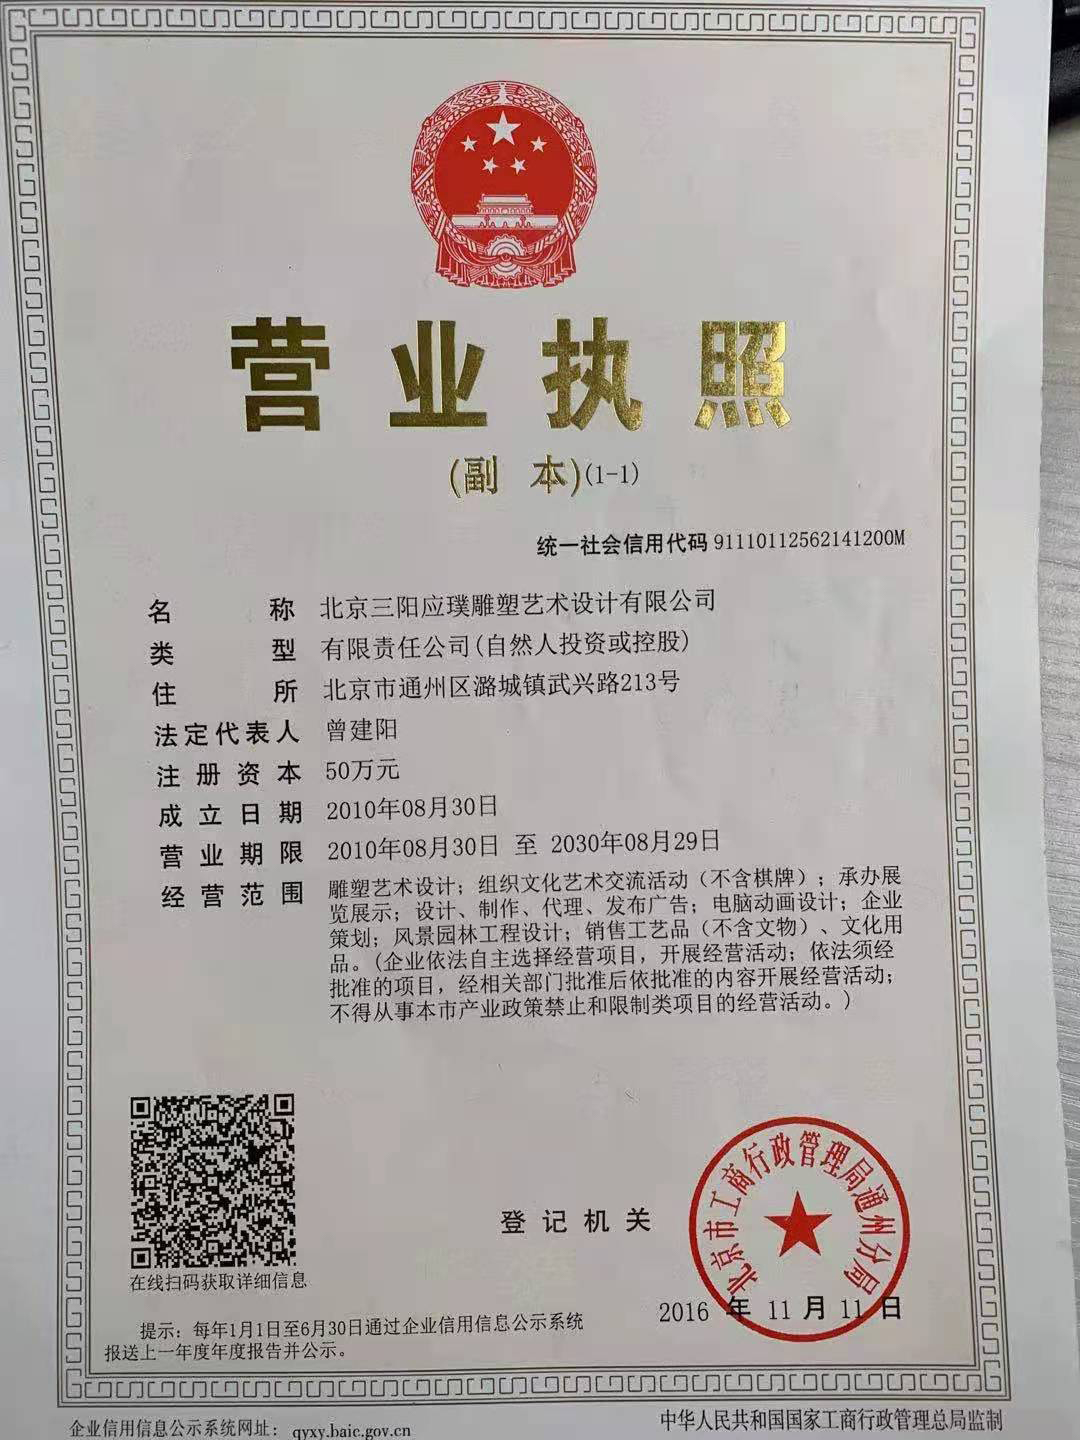 营业执照
(副 本)(1-1)
统一社会信用代码 91110112562141200M
名称 北京三阳应璞雕塑艺术设计有限公司
类型 有限责任公司(自然人投资或控股)
住所 北京市通州区潞城镇武兴路213号
法定代表人 曾建阳
注册资本 50万元
成立日期 2010年08月30日
营业期限 2010年08月30日 至 2030年08月29日
经营范围 雕塑艺术设计；组织文化艺术交流活动（不含棋牌）；承办展
览展示；设计、制作、代理、发布广告；电脑动画设计；企业
策划；风景园林工程设计；销售工艺品（不含文物）、文化用
品。(企业依法自主选择经营项目，开展经营活动；依法须经
批准的项目，经相关部门批准后依批准的内容开展经营活动；
不得从事本市产业政策禁止和限制类项目的经营活动。)
在线扫码获取详细信息
登记机关
北京市工商行政管理局通州分局
2016 年 11 月 11 日
提示：每年1月1日至6月30日通过企业信用信息公示系统
报送上一年度年度报告并公示。
企业信用信息公示系统网址： qyxy.baic.gov.cn
中华人民共和国国家工商行政管理总局监制